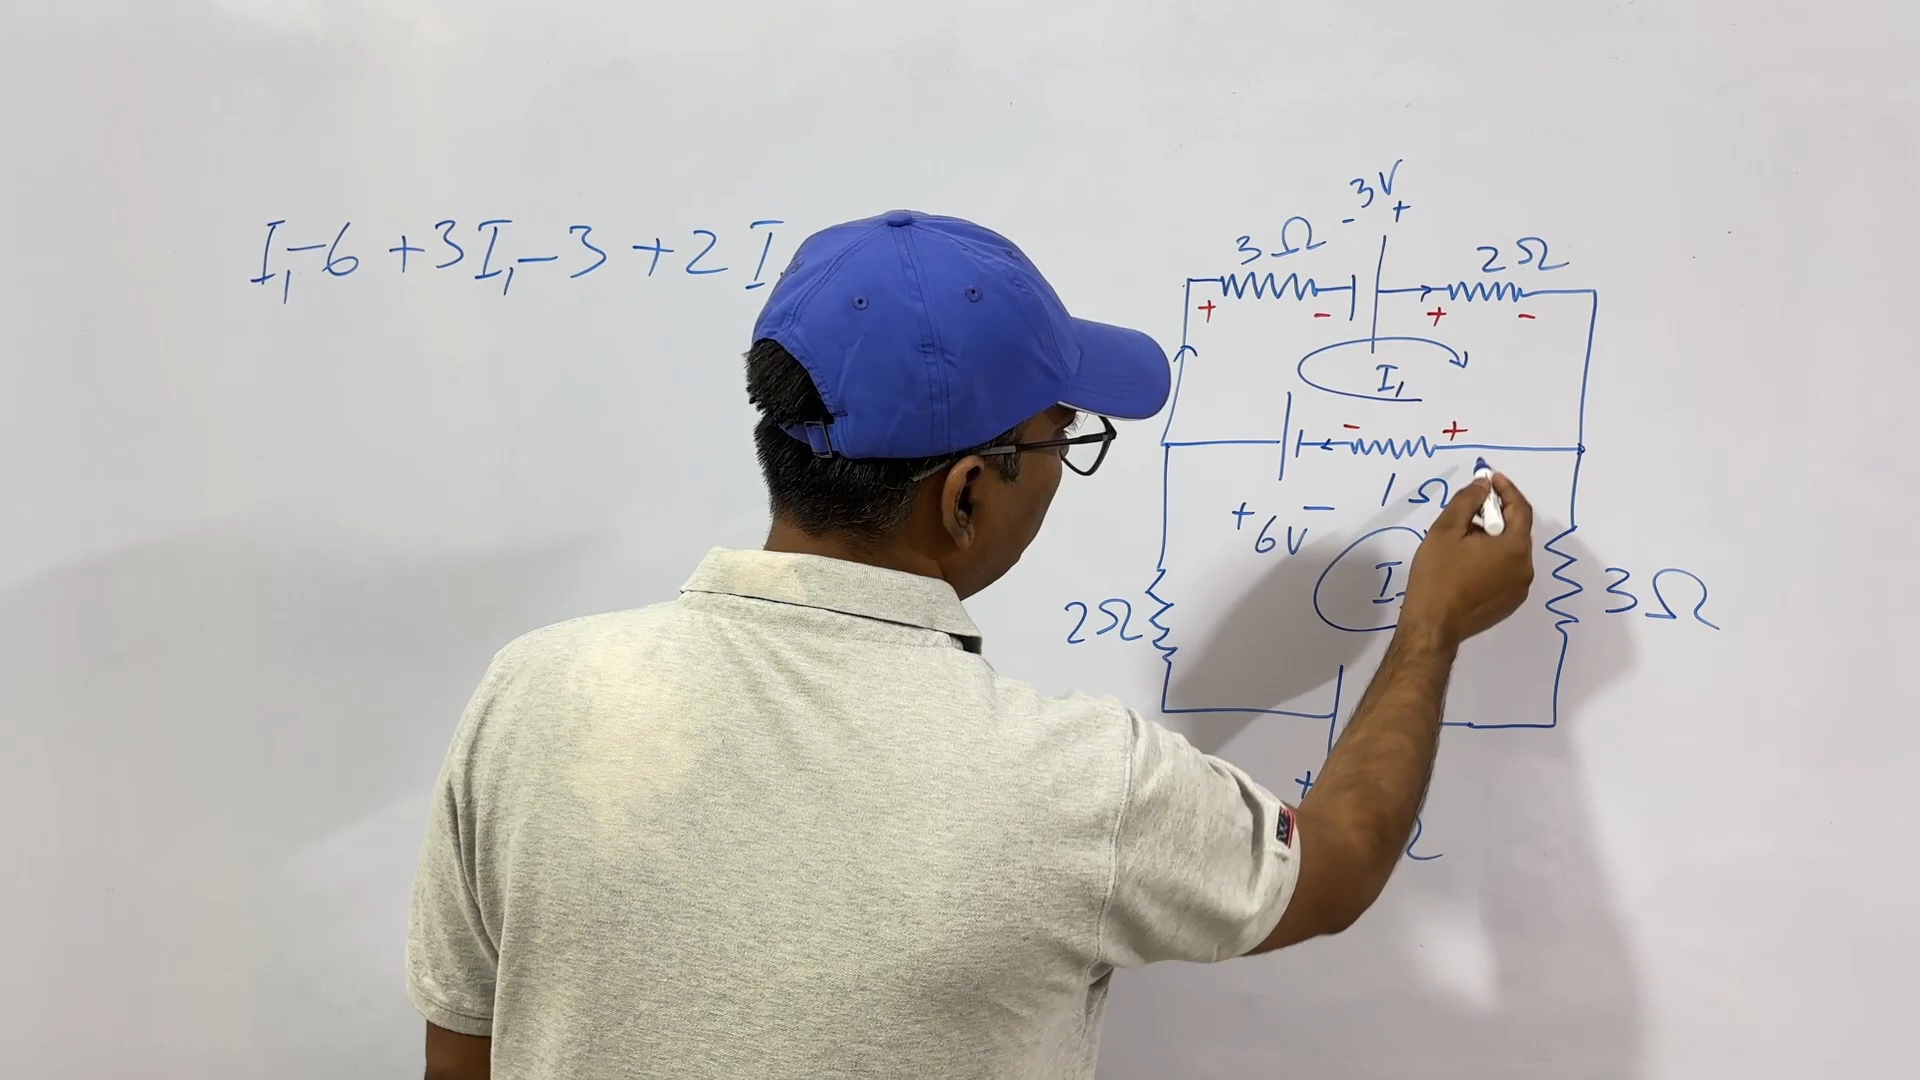 I₁-6 +3I₁-3 +2I
3V
- +
3Ω
2Ω
+ - + -
I₁
- +
1Ω
+ -
6V
I
2Ω
3Ω
+